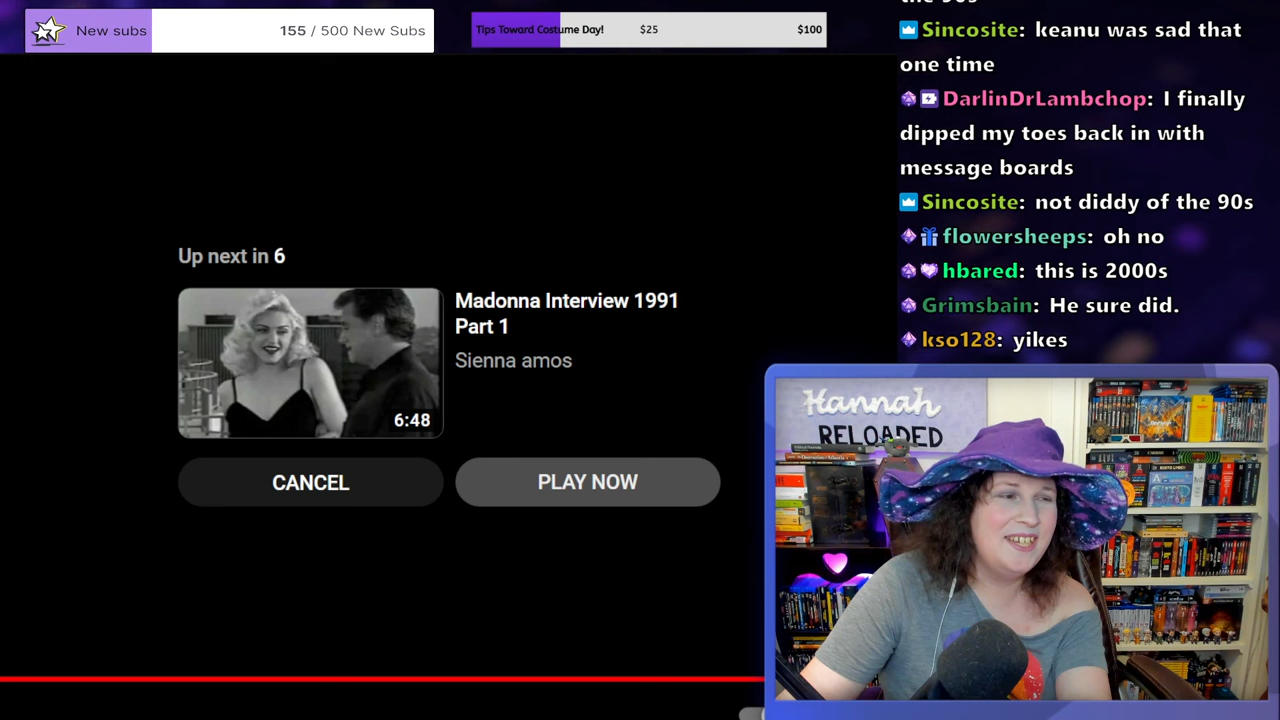 New subs
155 / 500 New Subs
Tips Toward Costume Day!
$25
$100
Sincosite: keanu was sad that
one time
DarlinDrLambchop: I finally
dipped my toes back in with
message boards
Sincosite: not diddy of the 90s
flowersheeps: oh no
hbared: this is 2000s
Grimsbain: He sure did.
kso128: yikes
Up next in 6
Madonna Interview 1991
Part 1
Sienna amos
6:48
CANCEL
PLAY NOW
Hannah
RELOADED